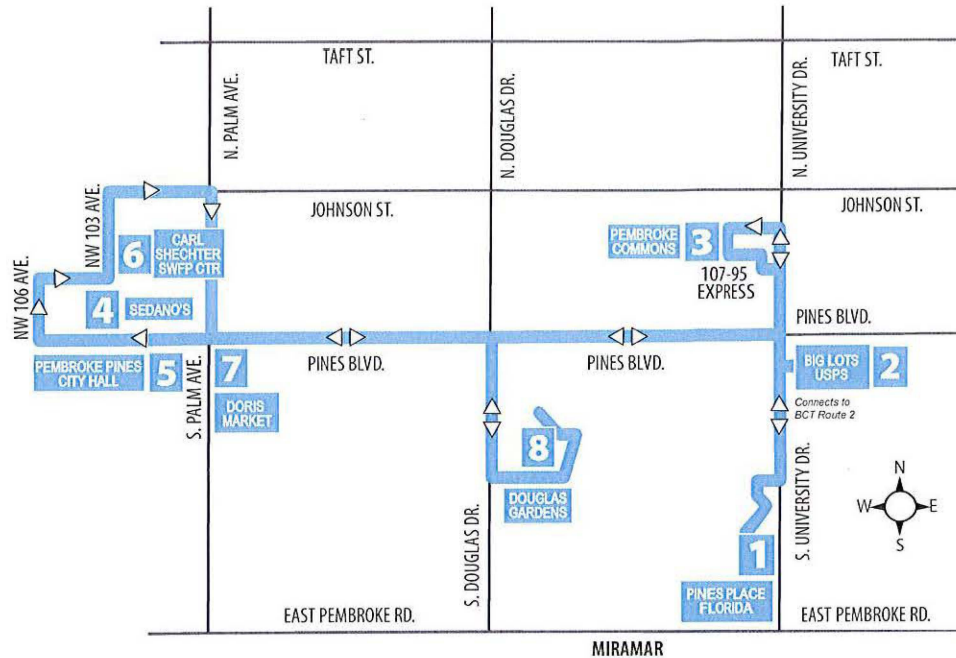 TAFT ST.
TAFT ST.
N. PALM AVE.
N. DOUGLAS DR.
N. UNIVERSITY DR.
JOHNSON ST.
JOHNSON ST.
NW 103 AVE.
NW 106 AVE.
6
CARL
SHECHTER
SWFP CTR
PEMBROKE
COMMONS
3
107-95
EXPRESS
4
SEDANO'S
PINES BLVD.
PEMBROKE PINES
CITY HALL
5
S. PALM AVE.
7
DORIS
MARKET
PINES BLVD.
PINES BLVD.
BIG LOTS
USPS
2
Connects to
BCT Route 2
8
DOUGLAS
GARDENS
S. DOUGLAS DR.
S. UNIVERSITY DR.
N
W
E
S
1
PINES PLACE
FLORIDA
EAST PEMBROKE RD.
EAST PEMBROKE RD.
MIRAMAR